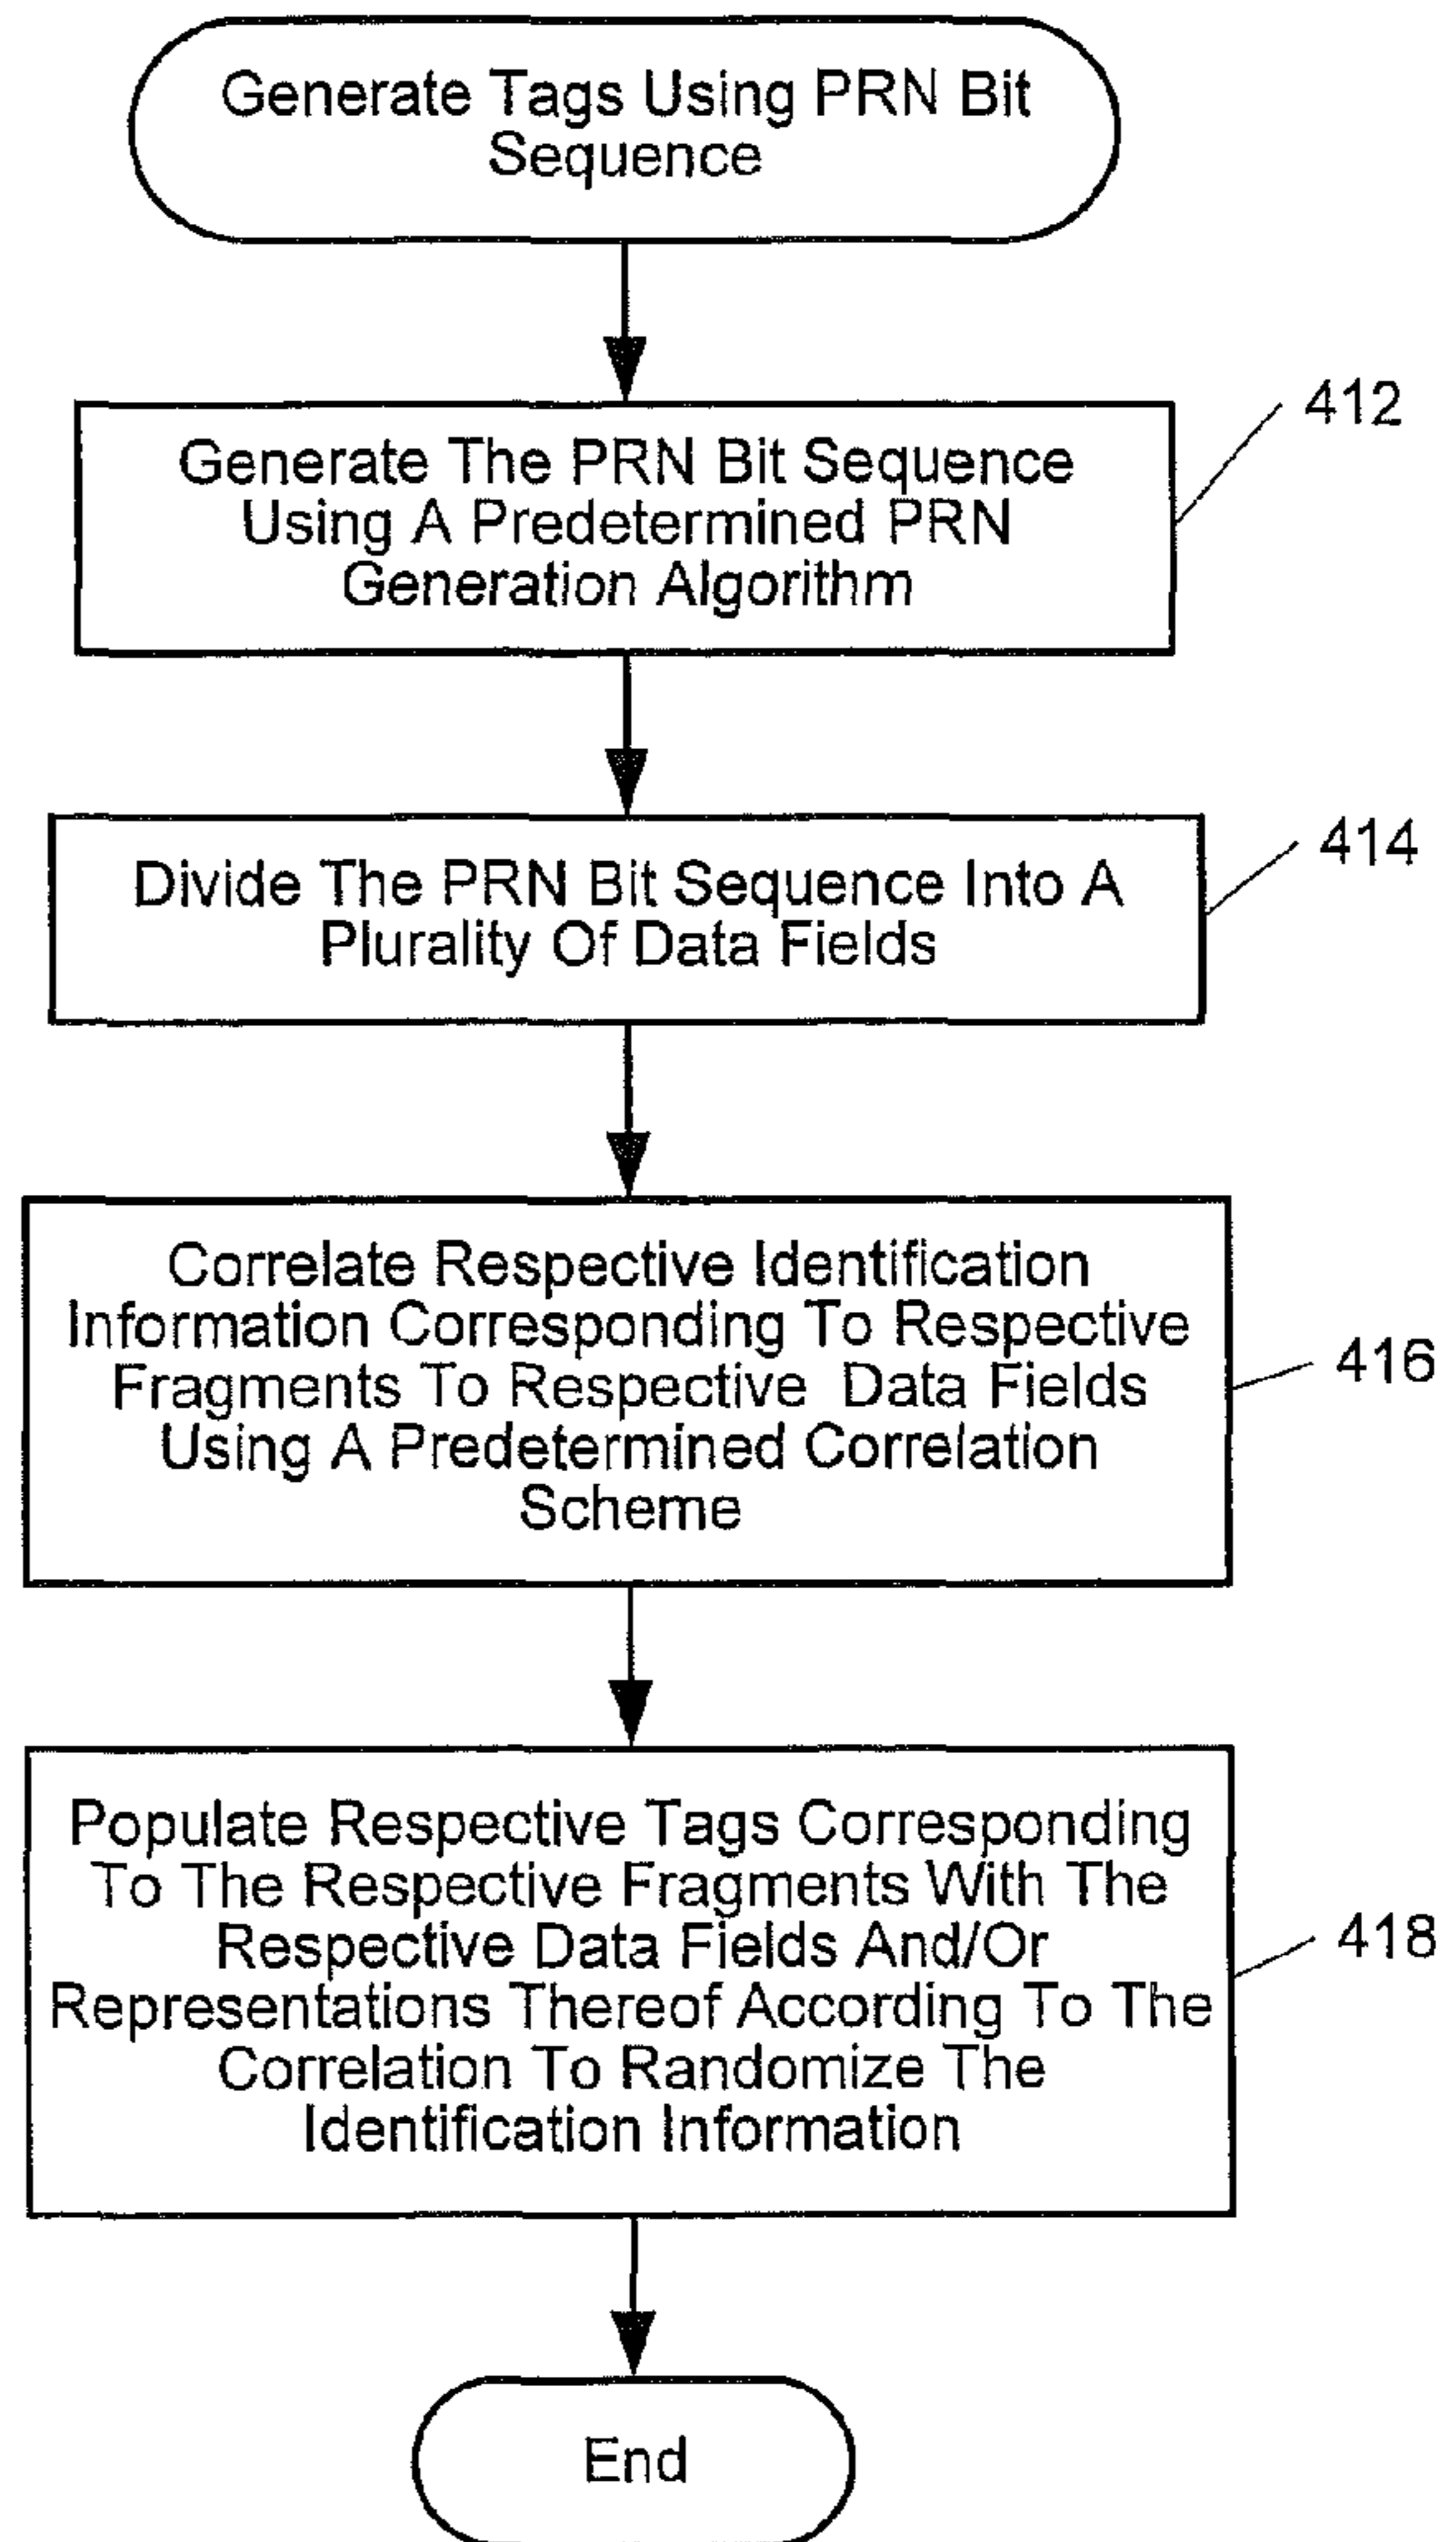 Generate Tags Using PRN Bit
Sequence
412
Generate The PRN Bit Sequence
Using A Predetermined PRN
Generation Algorithm
414
Divide The PRN Bit Sequence Into A
Plurality Of Data Fields
Correlate Respective Identification
Information Corresponding To Respective
Fragments To Respective Data Fields
Using A Predetermined Correlation
Scheme
416
Populate Respective Tags Corresponding
To The Respective Fragments With The
Respective Data Fields And/Or
Representations Thereof According To The
Correlation To Randomize The
Identification Information
418
End